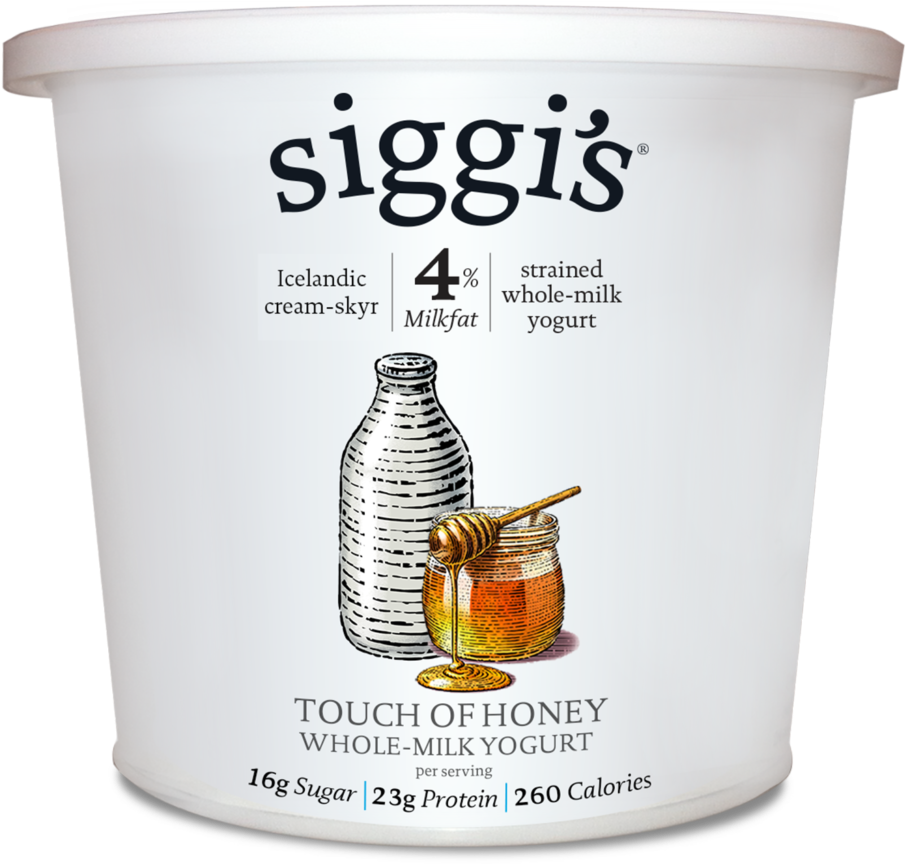 siggi's®
Icelandic
cream-skyr
4%
Milkfat
strained
whole-milk
yogurt
TOUCH OF HONEY
WHOLE-MILK YOGURT
per serving
16g Sugar | 23g Protein | 260 Calories